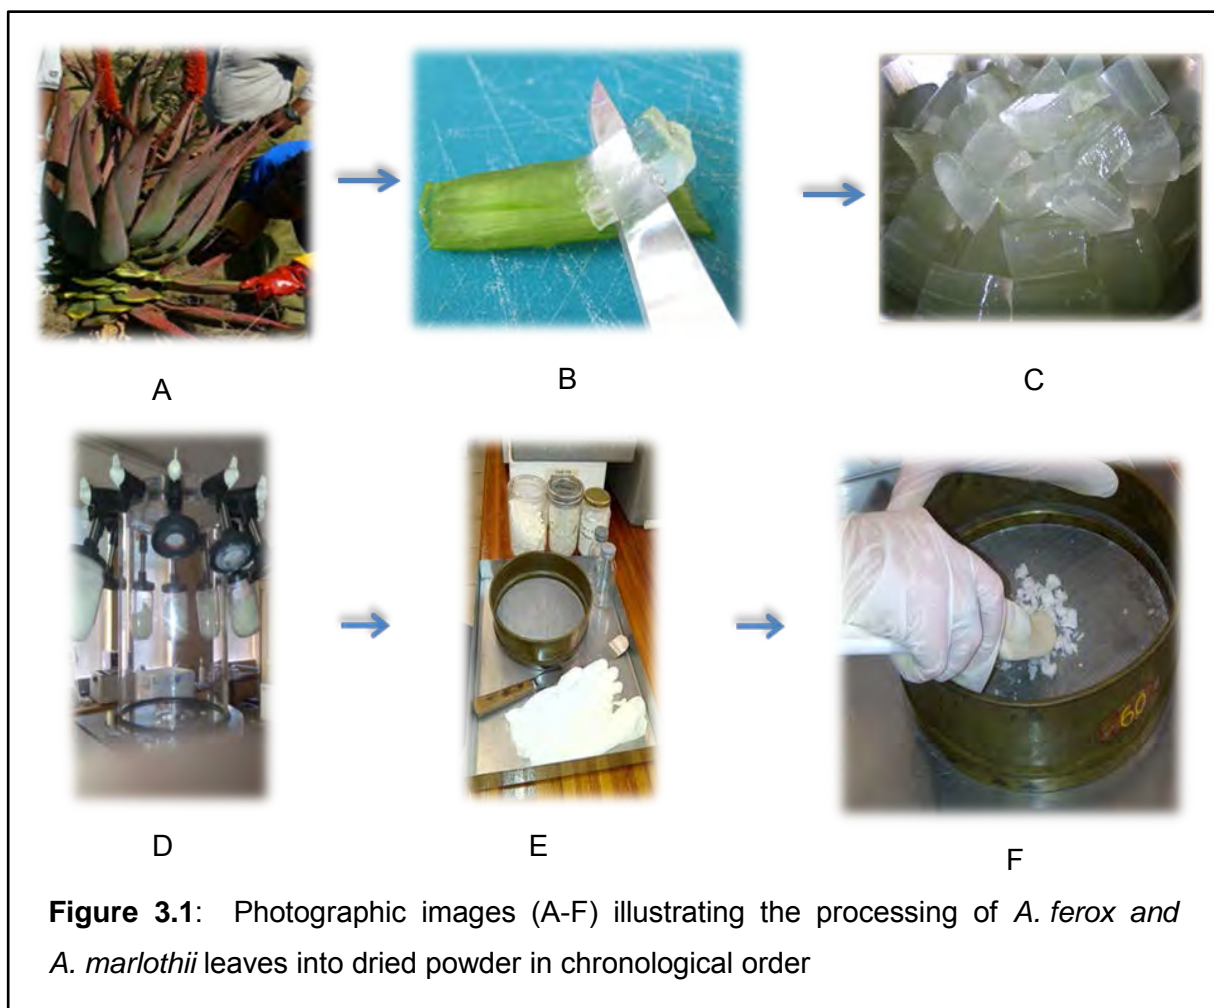 A
B
C
D
E
60
F
Figure 3.1: Photographic images (A-F) illustrating the processing of A. ferox and
A. marlothii leaves into dried powder in chronological order